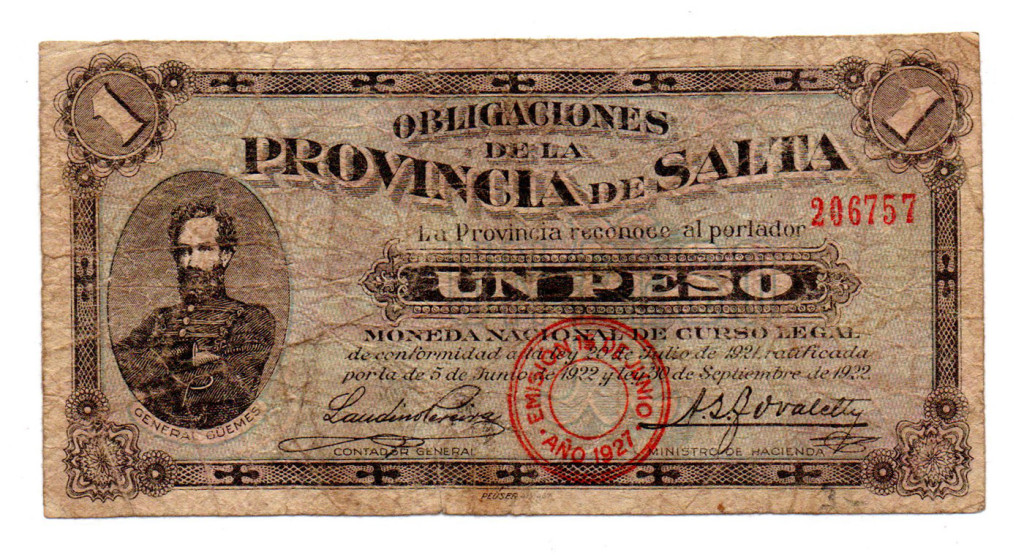 1
1
OBLIGACIONES
DE LA
PROVINCIA DE SALTA
206757
La Provincia reconoce al portador
UN PESO
MONEDA NACIONAL DE CURSO LEGAL
de conformidad a la ley 26 de Julio de 1921, ratificada
por la de 5 de Junio de 1922 y ley 30 de Septiembre de 1922.
EMISION 1º DE JUNIO
AÑO 1927
GENERAL GÜEMES
CONTADOR GENERAL
MINISTRO DE HACIENDA
PEUSER